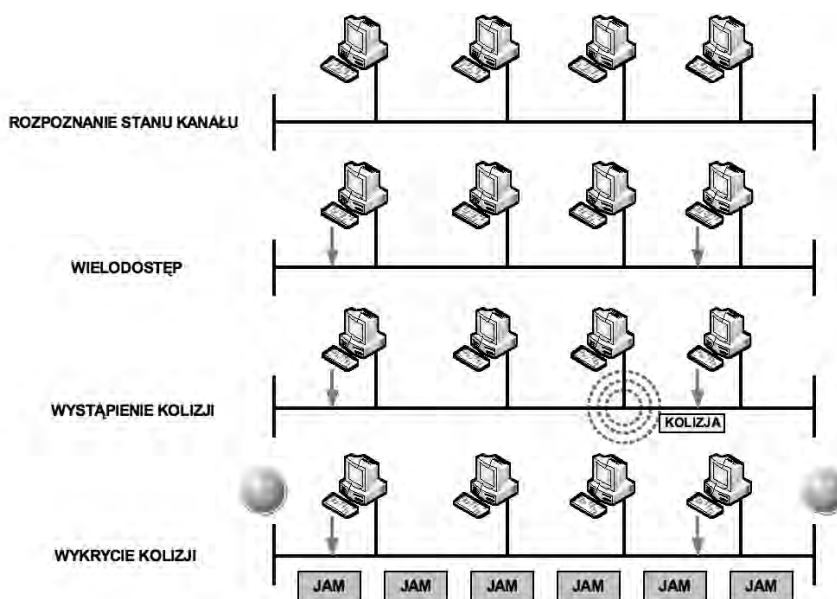 ROZPOZNANIE STANU KANAŁU
WIELODOSTĘP
WYSTĄPIENIE KOLIZJI
KOLIZJA
WYKRYCIE KOLIZJI
JAM JAM JAM JAM JAM JAM